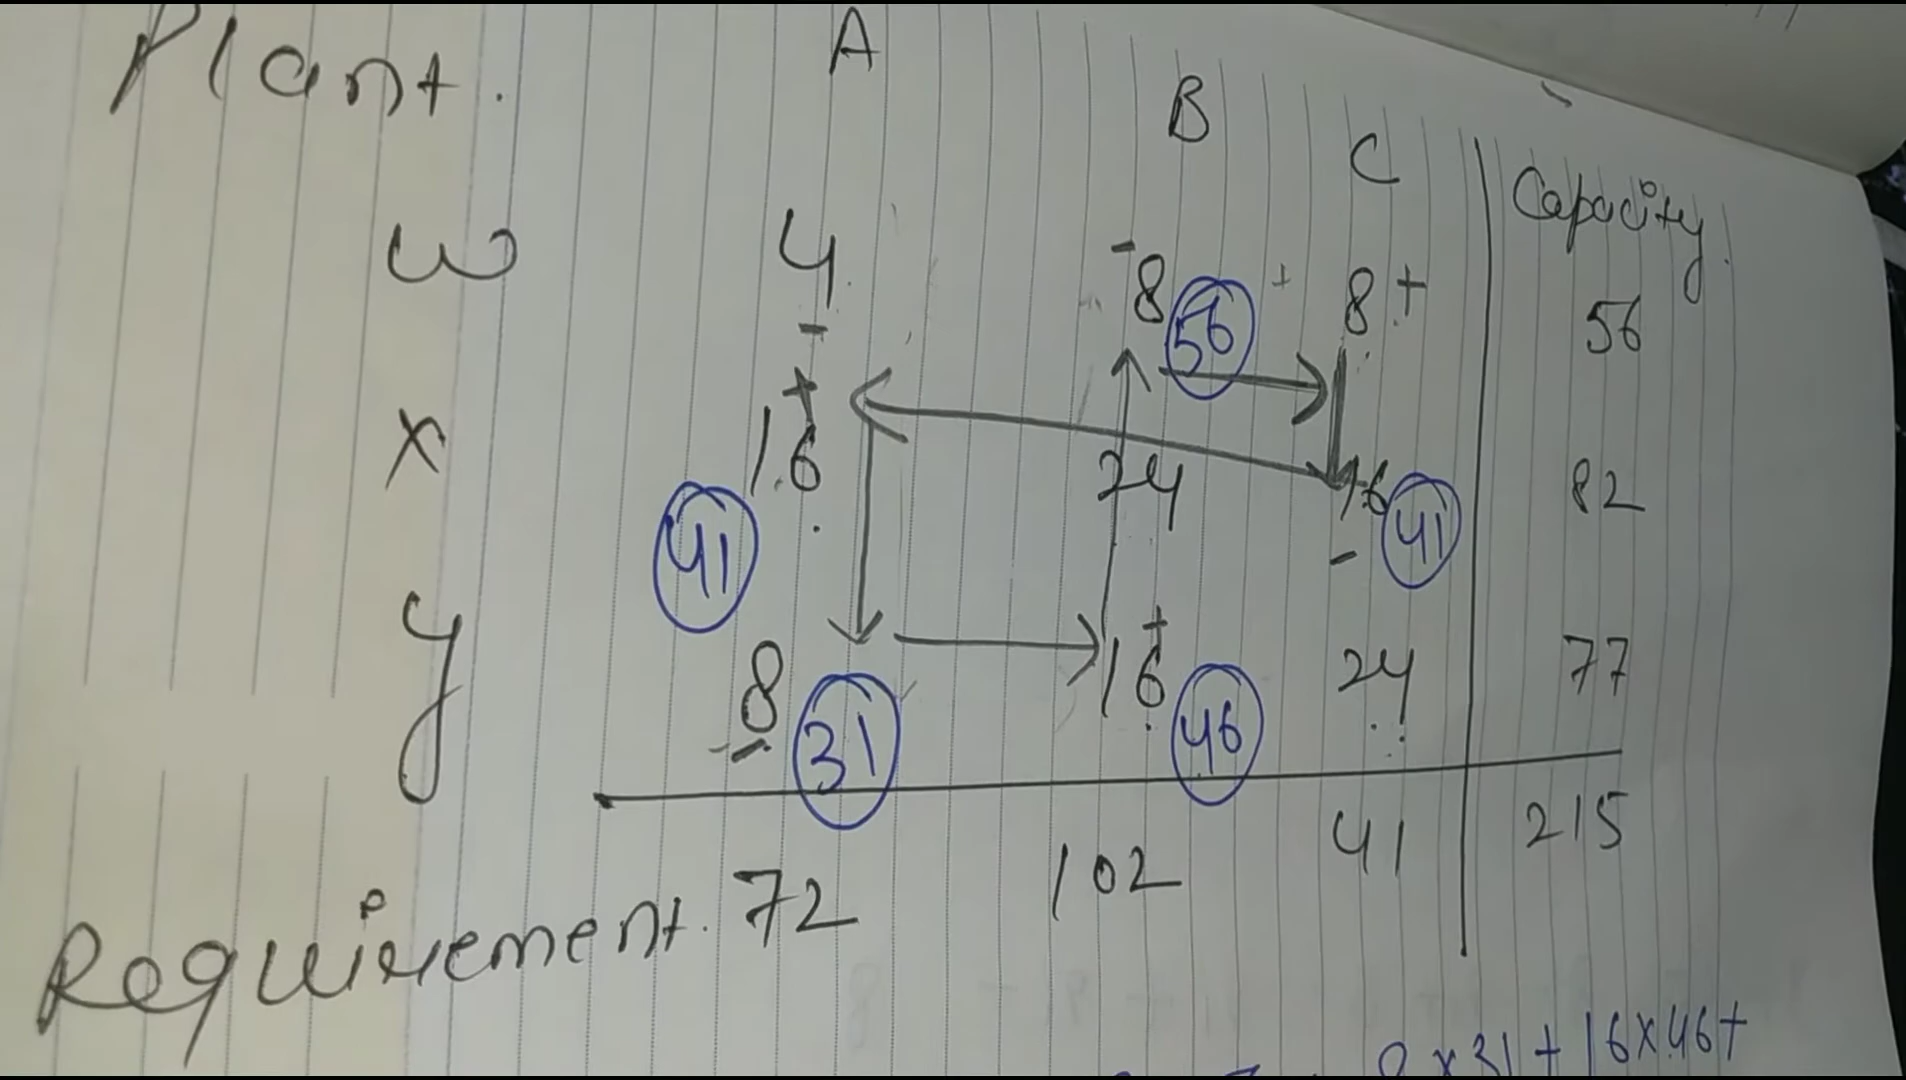 Plant. A B C Capacity.
W 4 - -8 56 + 8 + 56
X + 16 41 24 16 - 41 82
y 8 - 31 + 16 46 24 77
Requirement. 72 102 41 215
8x31+16x46+